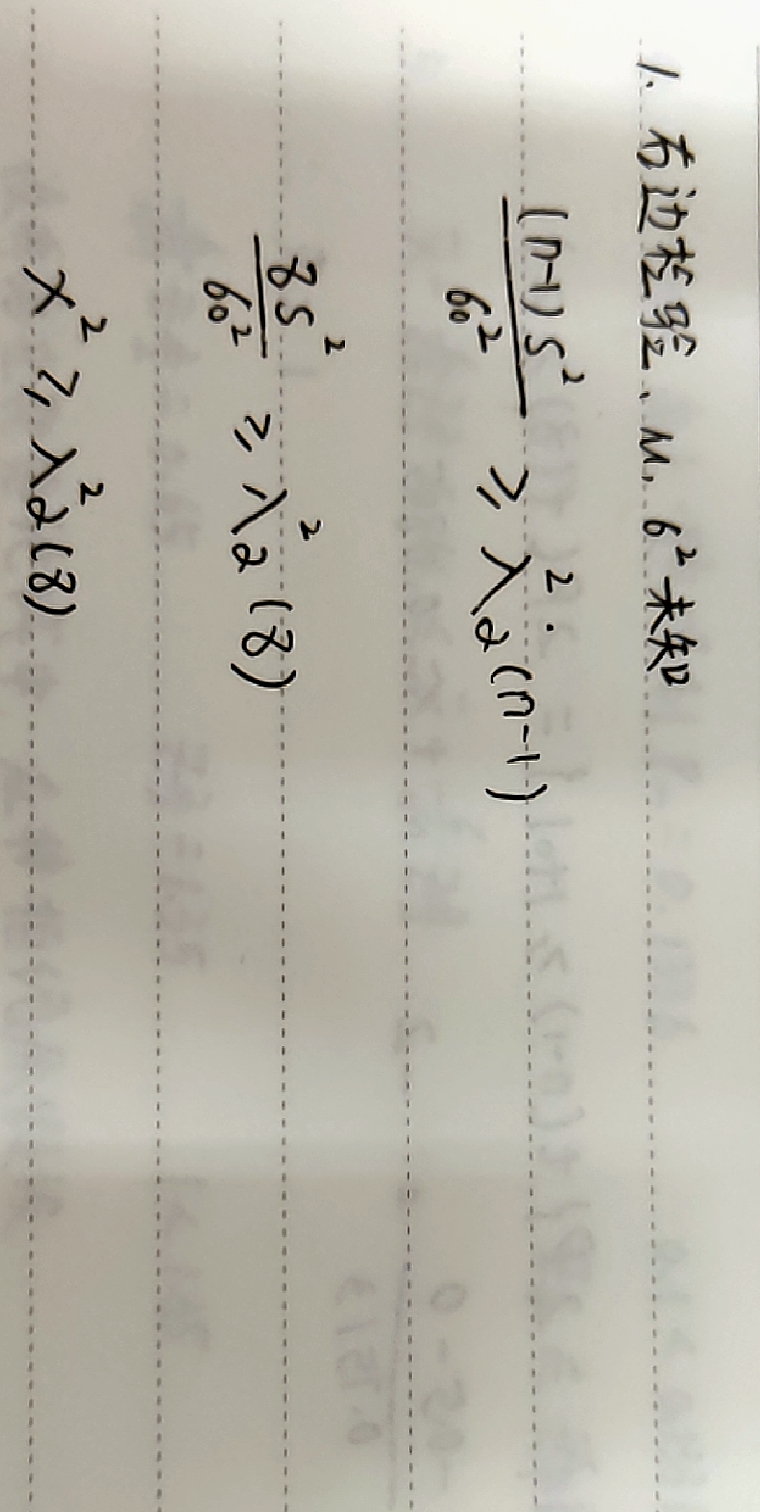 1. 右边检验、μ, σ² 未知
(n-1)S² / σ₀² ≥ λ²α(n-1)
8S² / σ₀² ≥ λ²α(8)
χ² ≥ λ²α(8)